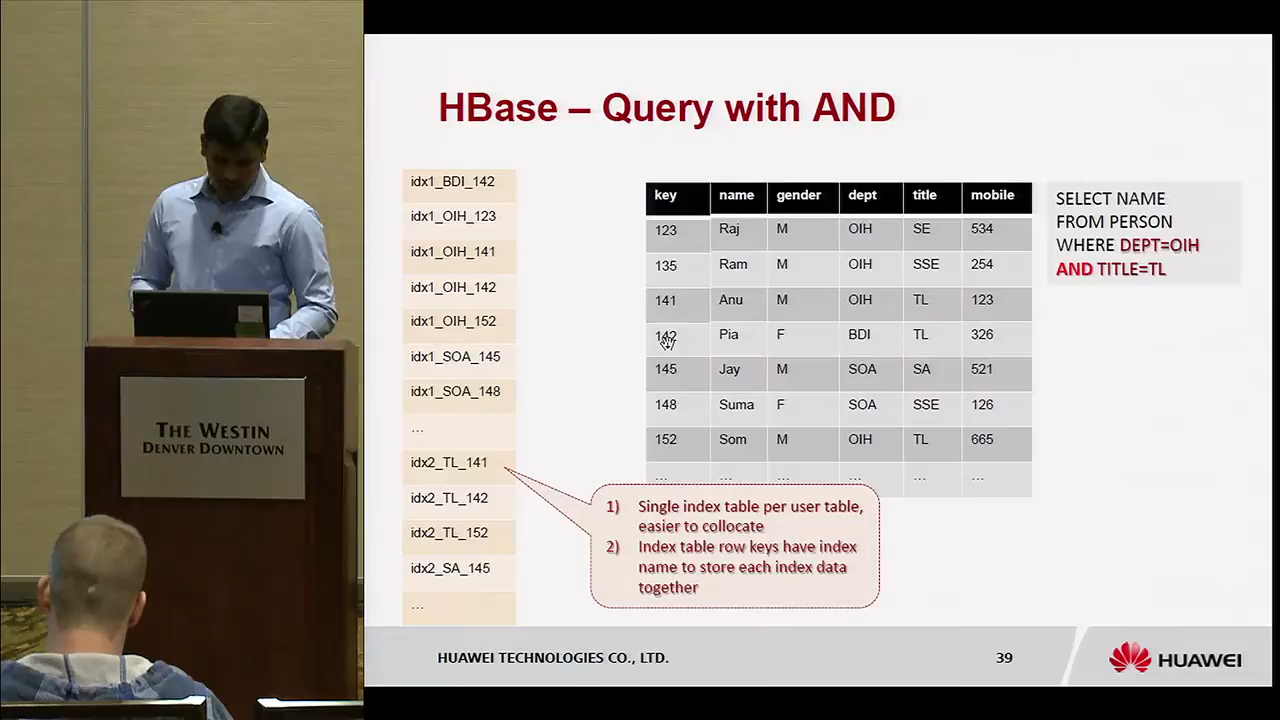 HBase – Query with AND
idx1_BDI_142
idx1_OIH_123
idx1_OIH_141
idx1_OIH_142
idx1_OIH_152
idx1_SOA_145
idx1_SOA_148
...
idx2_TL_141
idx2_TL_142
idx2_TL_152
idx2_SA_145
...
key name gender dept title mobile
123 Raj M OIH SE 534
135 Ram M OIH SSE 254
141 Anu M OIH TL 123
142 Pia F BDI TL 326
145 Jay M SOA SA 521
148 Suma F SOA SSE 126
152 Som M OIH TL 665
... ... ... ... ... ...
SELECT NAME
FROM PERSON
WHERE DEPT=OIH
AND TITLE=TL
1) Single index table per user table,
easier to collocate
2) Index table row keys have index
name to store each index data
together
HUAWEI TECHNOLOGIES CO., LTD.
39
HUAWEI
THE WESTIN
DENVER DOWNTOWN